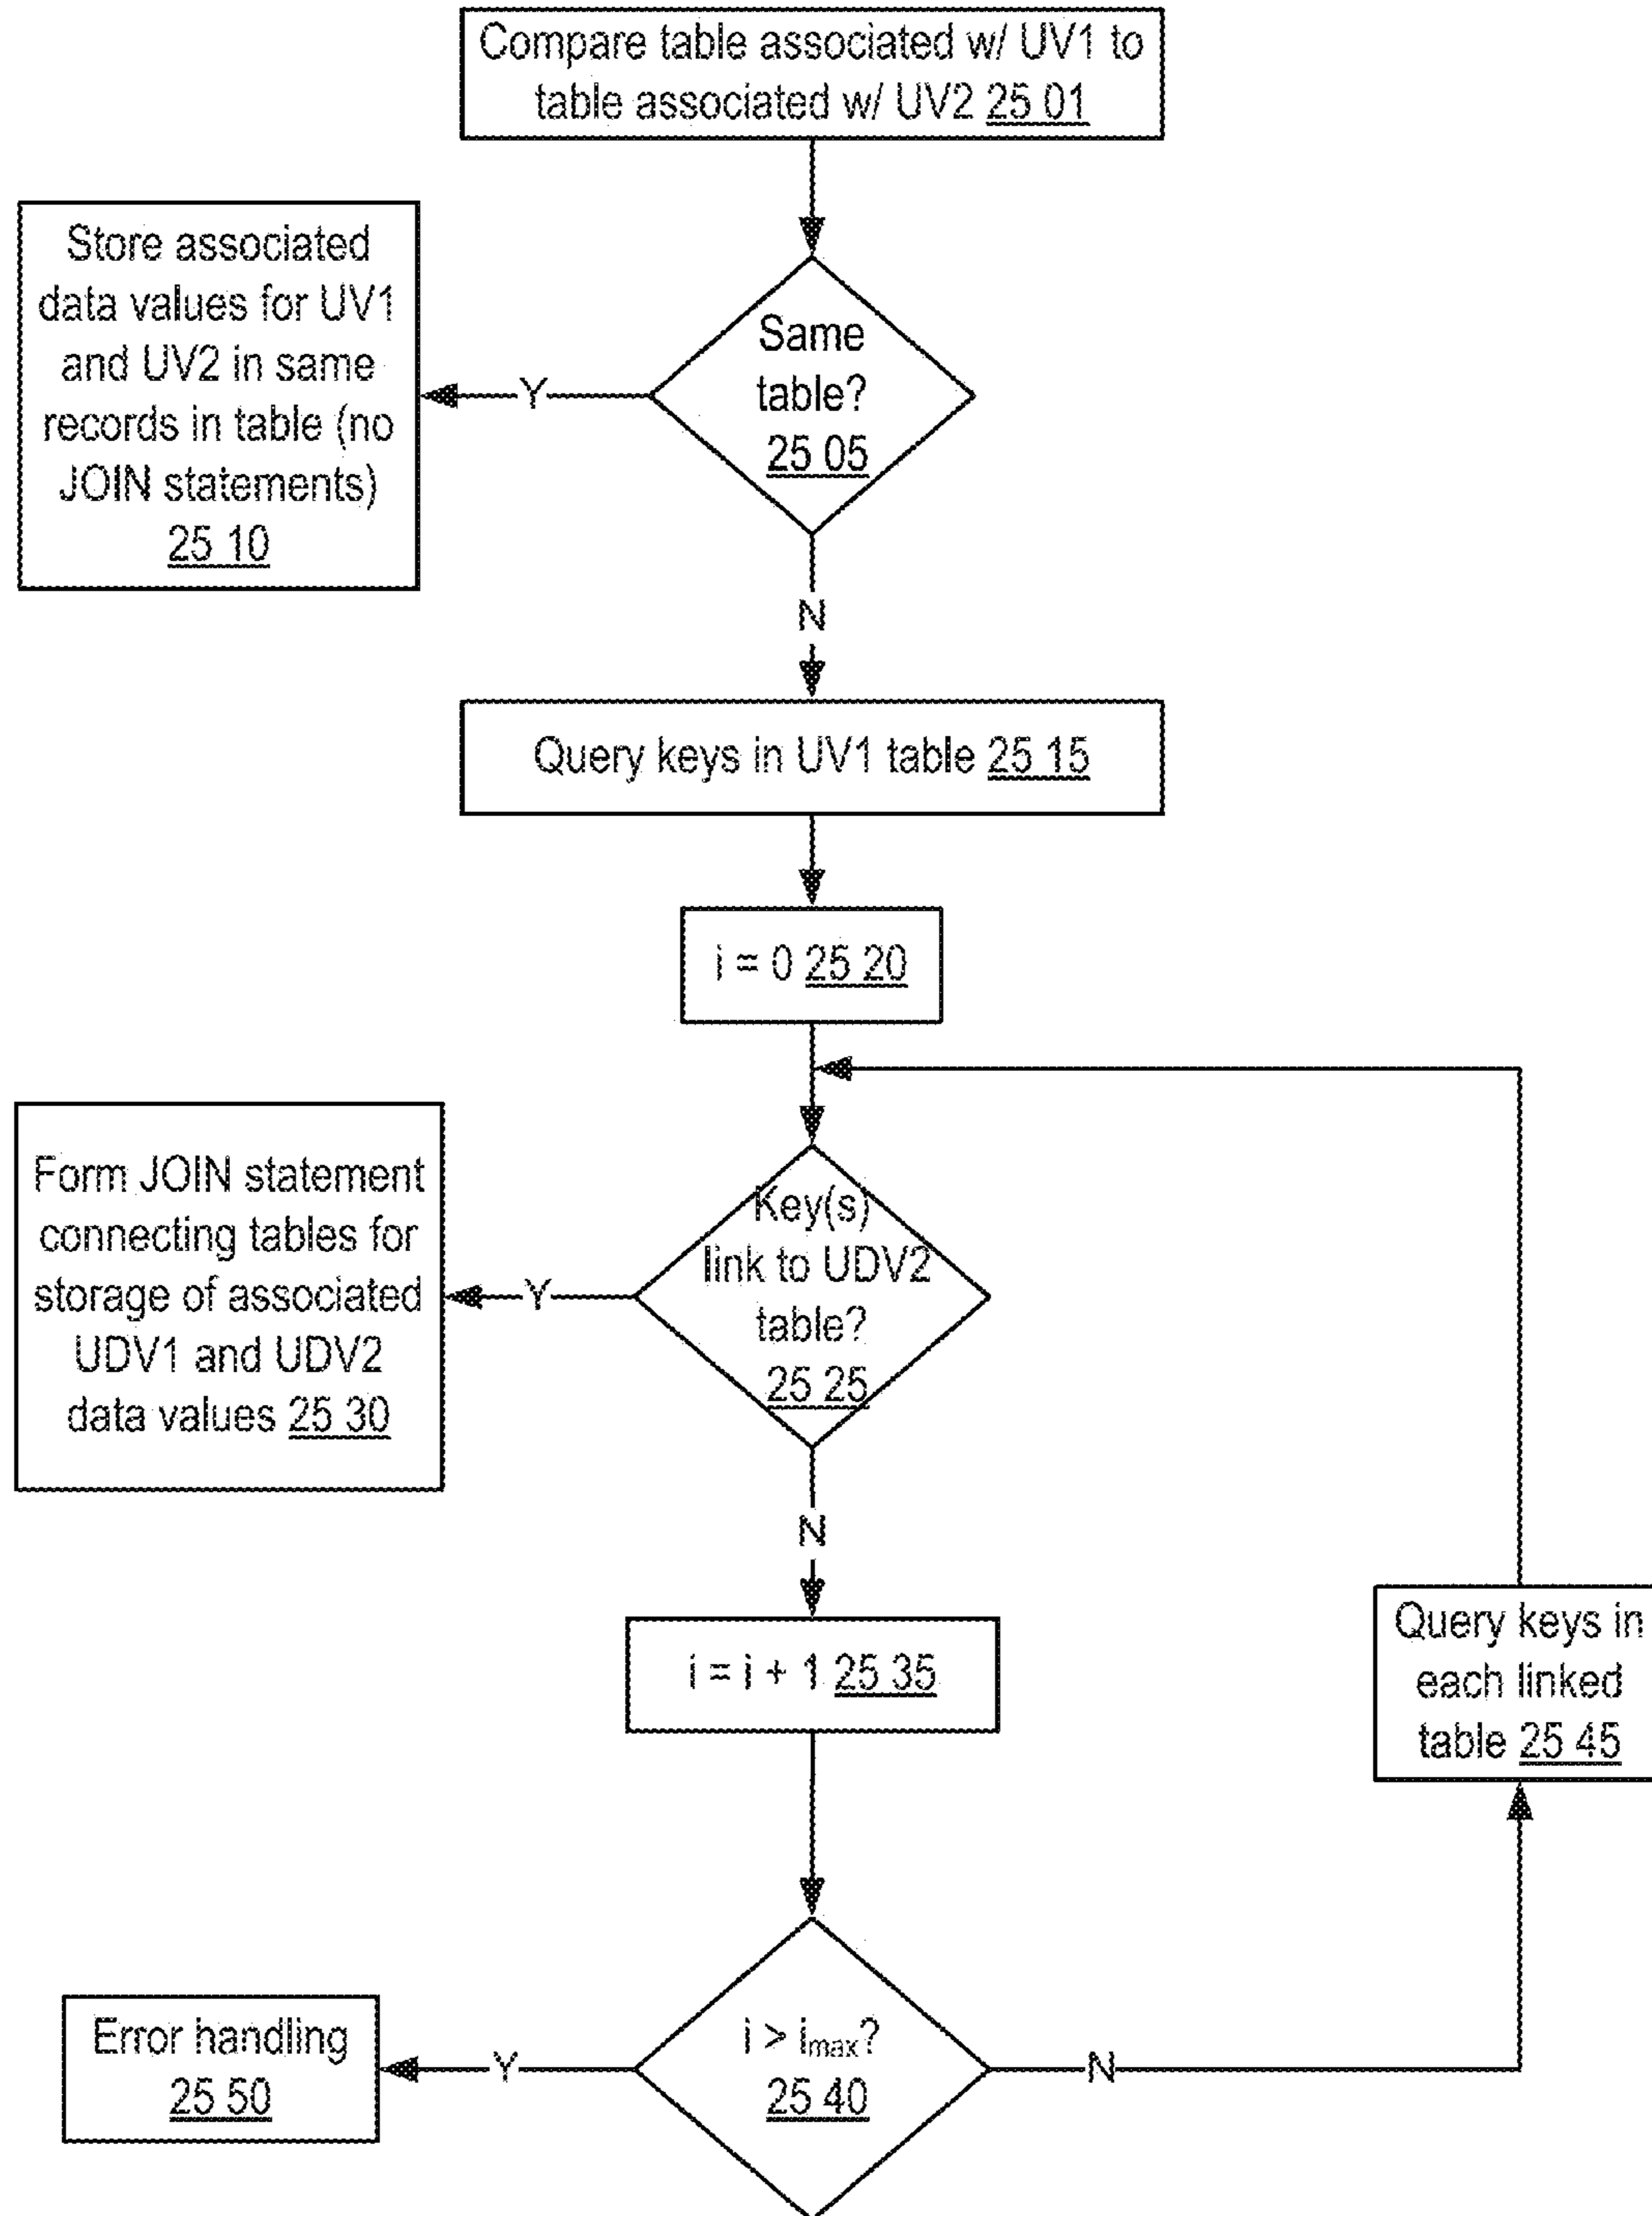 Compare table associated w/ UV1 to
table associated w/ UV2 25 01
Same
table?
25 05
Y
Store associated
data values for UV1
and UV2 in same
records in table (no
JOIN statements)
25 10
N
Query keys in UV1 table 25 15
i = 0 25 20
Key(s)
link to UDV2
table?
25 25
Y
Form JOIN statement
connecting tables for
storage of associated
UDV1 and UDV2
data values 25 30
N
i = i + 1 25 35
Query keys in
each linked
table 25 45
i > imax?
25 40
Y
Error handling
25 50
N